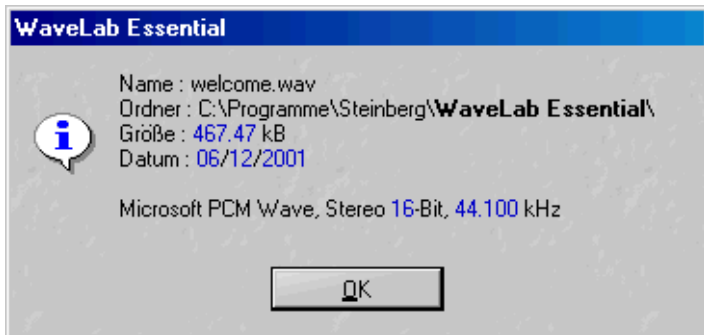 WaveLab Essential
Name : welcome.wav
Ordner : C:\Programme\Steinberg\WaveLab Essential\
Größe : 467.47 kB
Datum : 06/12/2001
Microsoft PCM Wave, Stereo 16-Bit, 44.100 kHz
OK